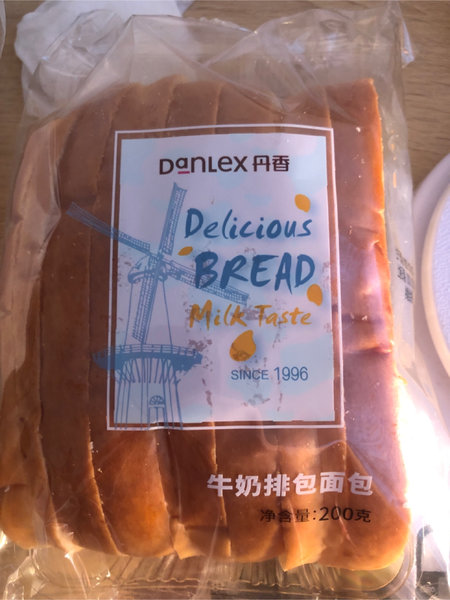 DanLex丹香
Delicious
BREAD
Milk Taste
SINCE 1996
牛奶排包面包
净含量:200克